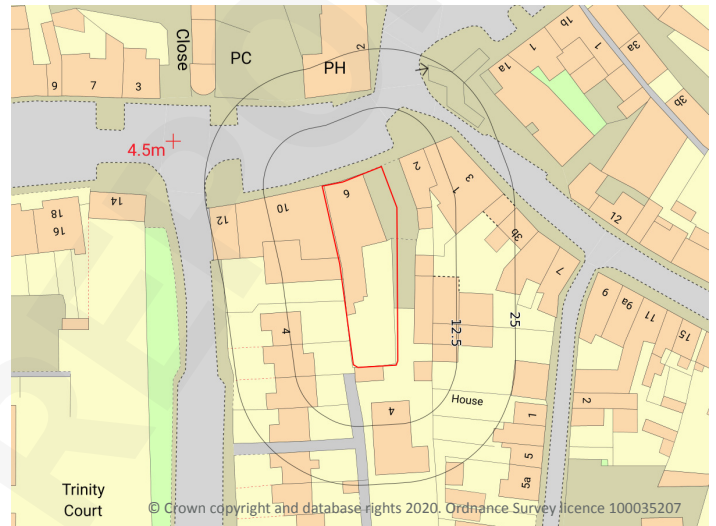 Close
PC
PH
2
1b
1
1
3a
1a
3b
9
7
3
4.5m
14
18
16
12
10
6
2
1
3
3b
7
12
9
9a
11
15
4
12.5
25
4
House
2
1
5
5a
Trinity
Court
© Crown copyright and database rights 2020. Ordnance Survey licence 100035207